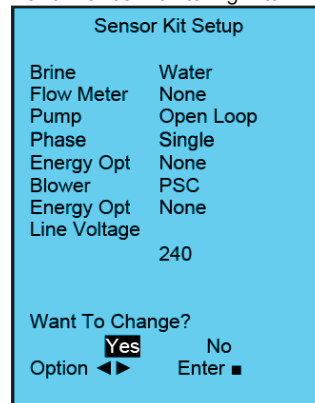 Sensor Kit Setup
Brine Water
Flow Meter None
Pump Open Loop
Phase Single
Energy Opt None
Blower PSC
Energy Opt None
Line Voltage
240
Want To Change?
Yes No
Option ◄► Enter ■